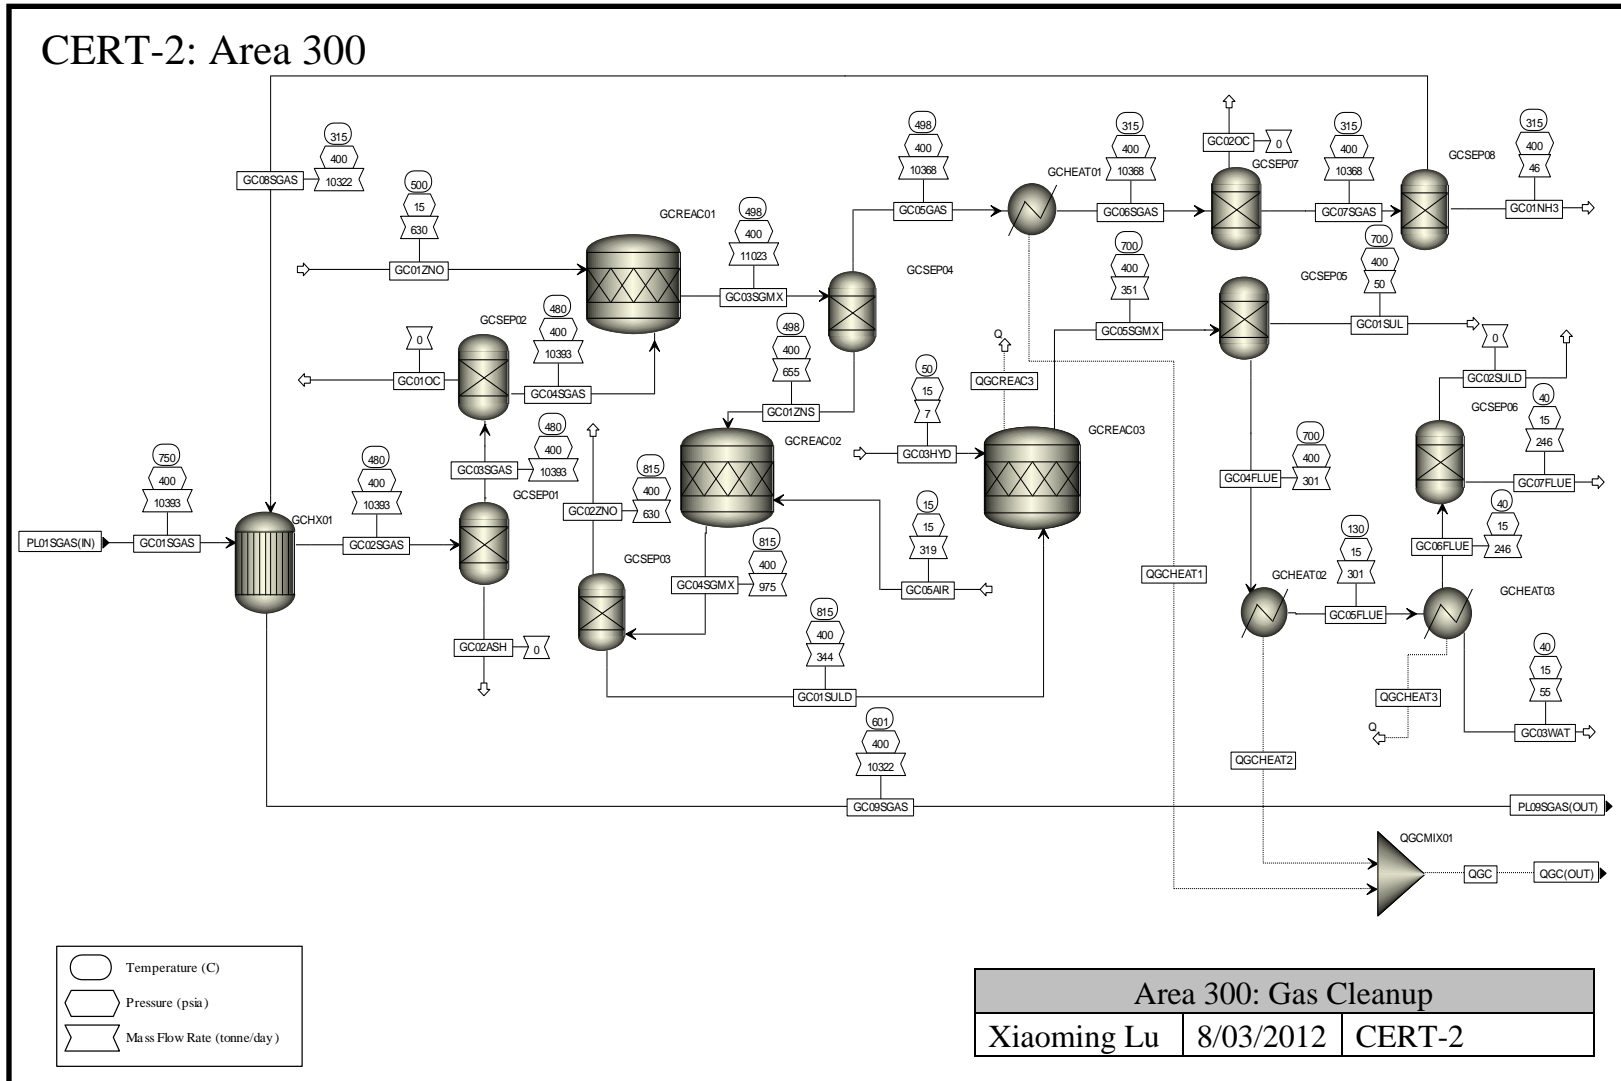 CERT-2: Area 300
315
400
GC08SGAS
10322
500
15
630
GC01ZNO
GCREAC01
498
400
11023
GC03SGMX
498
400
10368
GC05GAS
GCSEP04
GCHEAT01
315
400
10368
GC06SGAS
GC02OC
0
GCSEP07
315
400
10368
GC07SGAS
GCSEP08
315
400
46
GC01NH3
0
GC01OC
GCSEP02
480
400
10393
GC04SGAS
498
400
655
GC01ZNS
700
400
351
GC05SGMX
GCSEP05
700
400
50
GC01SUL
0
GC02SULD
Q
QGCREAC3
50
15
7
GC03HYD
GCREAC03
GCREAC02
GCSEP06
40
15
246
GC07FLUE
750
400
10393
PL01SGAS(IN)
GC01SGAS
GCHX01
480
400
10393
GC02SGAS
480
400
GC03SGAS
10393
GCSEP01
GC02ASH
0
815
400
GC02ZNO
630
GCSEP03
815
400
GC04SGMX
975
15
15
319
GC05AIR
815
400
344
GC01SULD
700
400
GC04FLUE
301
40
15
GC06FLUE
246
QGCHEAT1
GCHEAT02
130
15
301
GC05FLUE
GCHEAT03
QGCHEAT3
Q
40
15
55
GC03WAT
QGCHEAT2
601
400
10322
GC09SGAS
PL09SGAS(OUT)
QGCMIX01
QGC
QGC(OUT)
Temperature (C)
Pressure (psia)
Mass Flow Rate (tonne/day)
Area 300: Gas Cleanup
Xiaoming Lu 8/03/2012 CERT-2